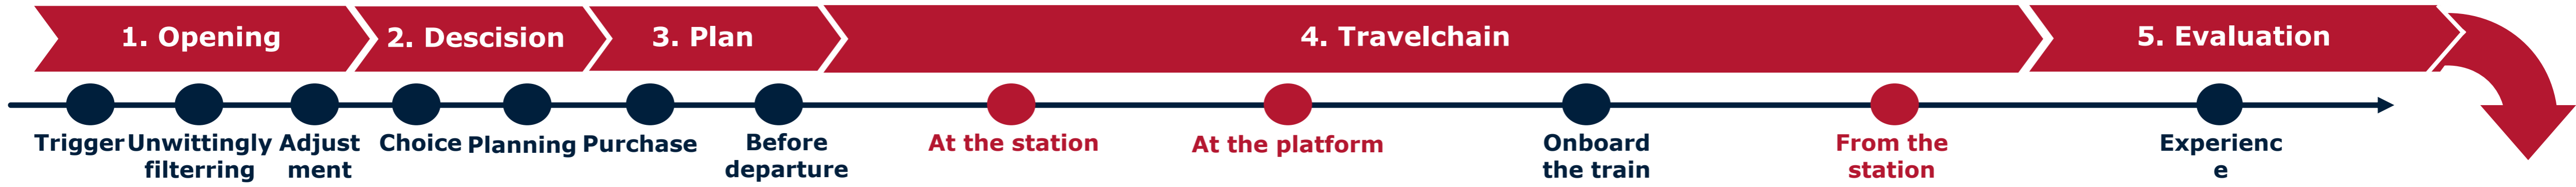 1. Opening
2. Descision
3. Plan
4. Travelchain
5. Evaluation
Trigger
Unwittingly
filterring
Adjust
ment
Choice
Planning
Purchase
Before
departure
At the station
At the platform
Onboard
the train
From the
station
Experienc
e